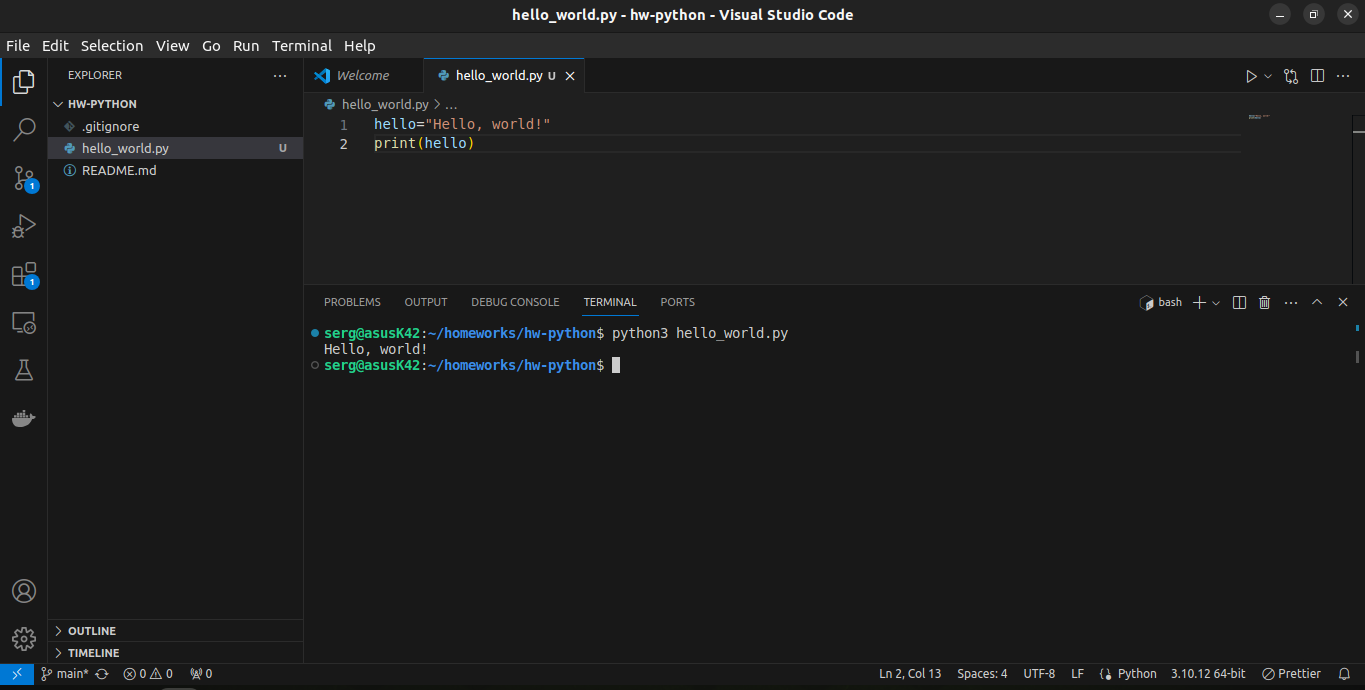 hello_world.py - hw-python - Visual Studio Code
File Edit Selection View Go Run Terminal Help
EXPLORER
HW-PYTHON
.gitignore
hello_world.py U
README.md
OUTLINE
TIMELINE
Welcome hello_world.py U
hello_world.py > ...
1 hello="Hello, world!"
2 print(hello)
PROBLEMS OUTPUT DEBUG CONSOLE TERMINAL PORTS bash
serg@asusK42:~/homeworks/hw-python$ python3 hello_world.py
Hello, world!
serg@asusK42:~/homeworks/hw-python$
1
1
main* 0 0 0 Ln 2, Col 13 Spaces: 4 UTF-8 LF Python 3.10.12 64-bit Prettier